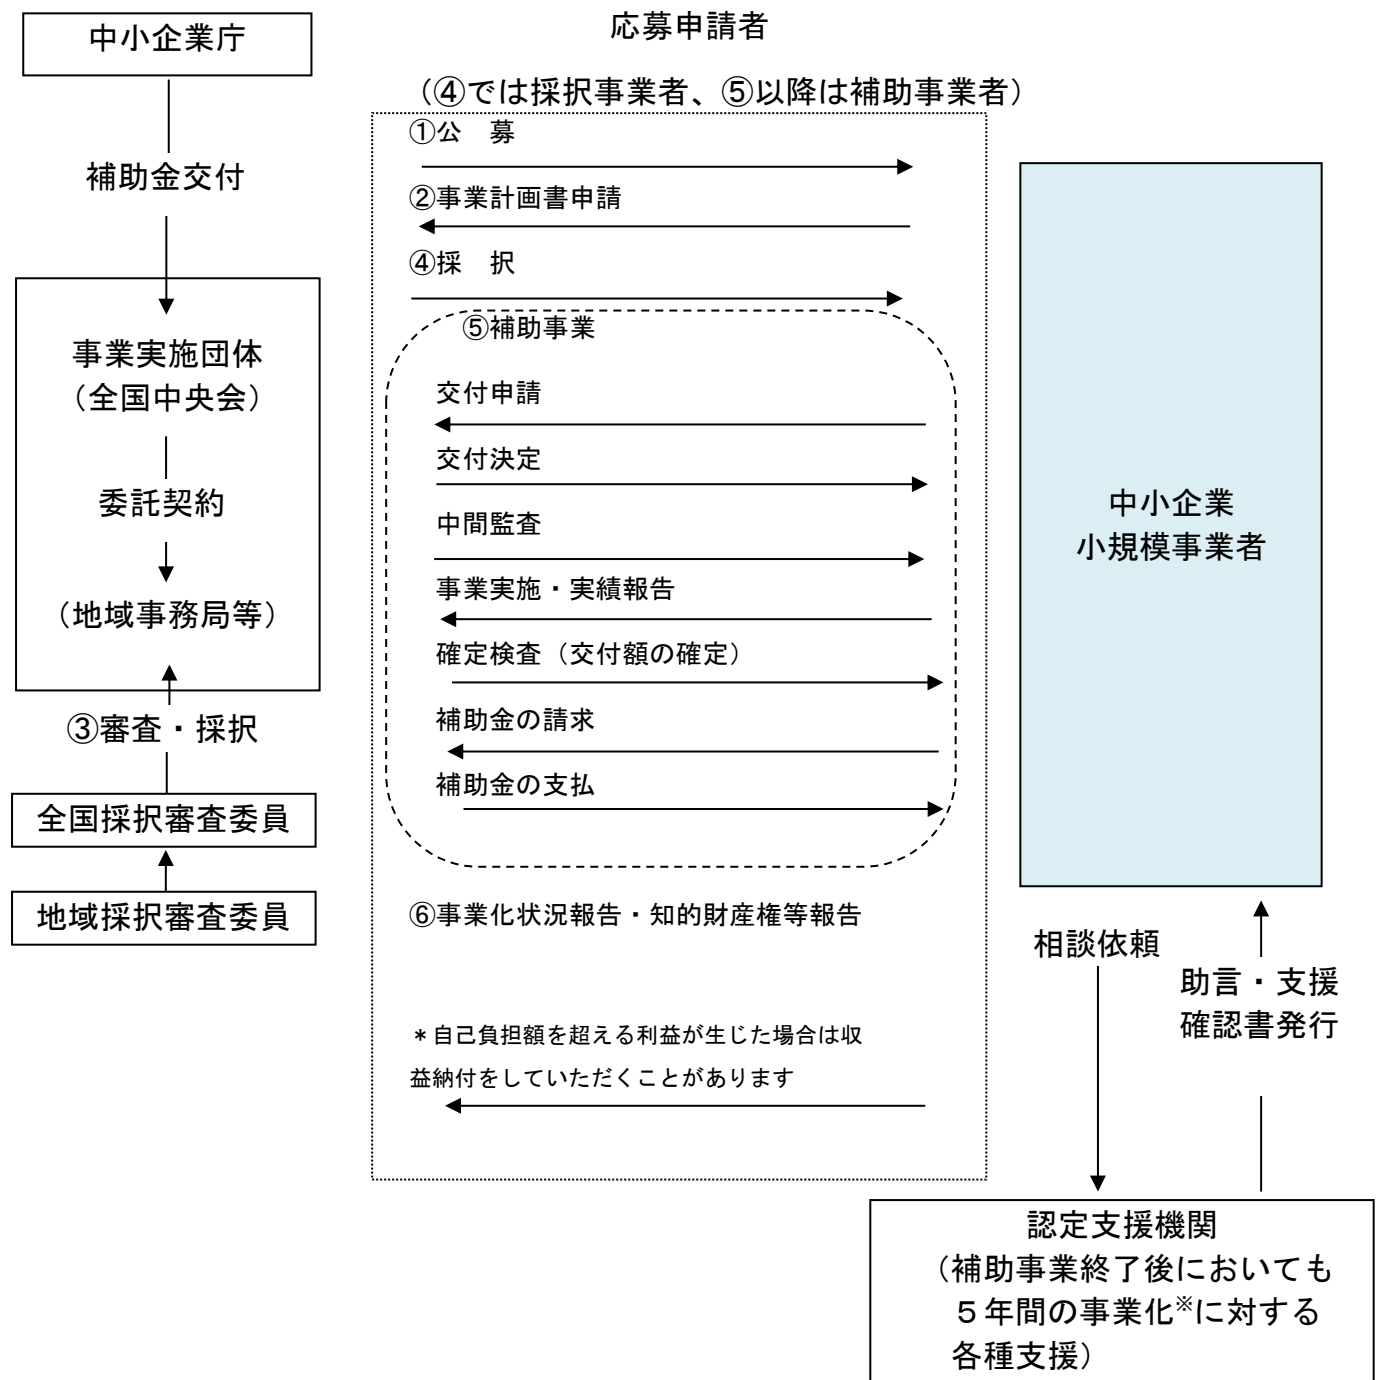 中小企業庁
補助金交付
事業実施団体
（全国中央会）
委託契約
（地域事務局等）
③審査・採択
全国採択審査委員
地域採択審査委員
応募申請者
（④では採択事業者、⑤以降は補助事業者）
①公　募
②事業計画書申請
④採　択
⑤補助事業
交付申請
交付決定
中間監査
事業実施・実績報告
確定検査（交付額の確定）
補助金の請求
補助金の支払
⑥事業化状況報告・知的財産権等報告
＊自己負担額を超える利益が生じた場合は収
益納付をしていただくことがあります
中小企業
小規模事業者
相談依頼
助言・支援
確認書発行
認定支援機関
（補助事業終了後においても
５年間の事業化※に対する
各種支援）